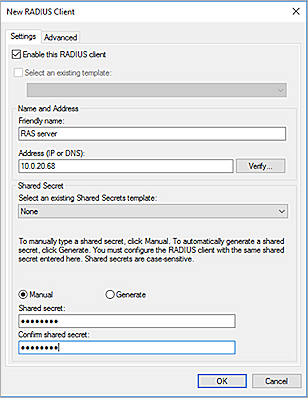 New RADIUS Client
Settings
Advanced
Enable this RADIUS client
Select an existing template:
Name and Address
Friendly name:
RAS server
Address (IP or DNS):
10.0.20.68
Verify...
Shared Secret
Select an existing Shared Secrets template:
None
To manually type a shared secret, click Manual. To automatically generate a shared
secret, click Generate. You must configure the RADIUS client with the same shared
secret entered here. Shared secrets are case-sensitive.
Manual
Generate
Shared secret:
••••••••
Confirm shared secret:
••••••••
OK
Cancel